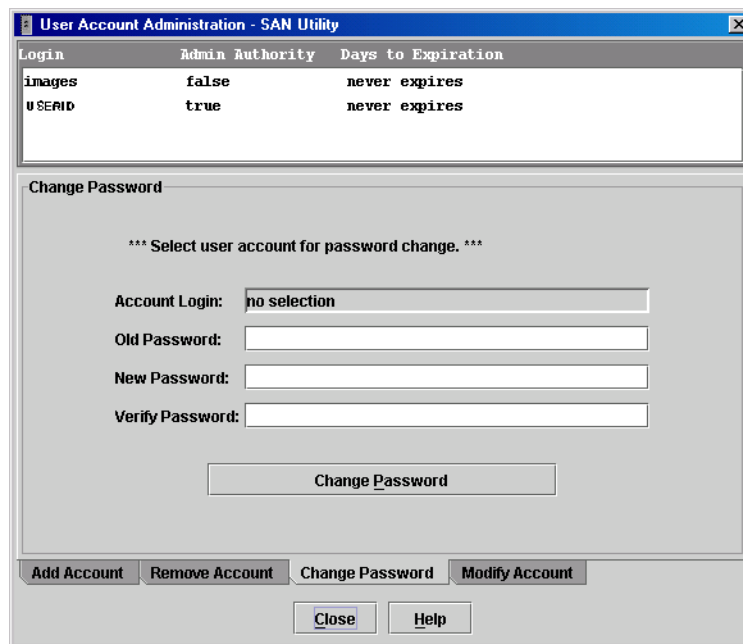 User Account Administration - SAN Utility
Login Admin Authority Days to Expiration
images false never expires
USERID true never expires
Change Password
*** Select user account for password change. ***
Account Login: no selection
Old Password:
New Password:
Verify Password:
Change Password
Add Account Remove Account Change Password Modify Account
Close Help